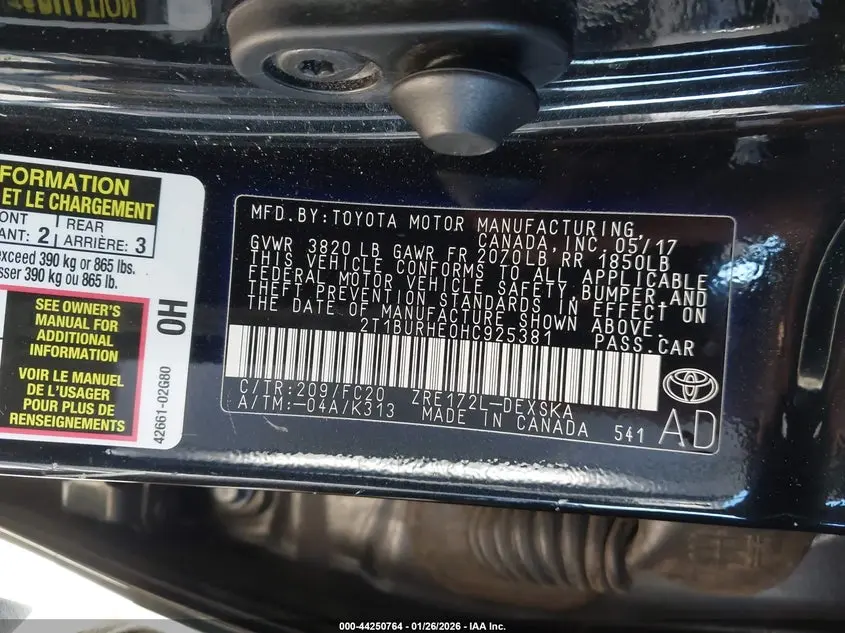 FORMATION
ET LE CHARGEMENT
ONT
ANT: 2
REAR
ARRIÈRE: 3
exceed 390 kg or 865 lbs.
sser 390 kg ou 865 lb.
SEE OWNER'S
MANUAL FOR
ADDITIONAL
INFORMATION
LE MANUEL
DE L'USAGER
POUR PLUS DE
RENSEIGNEMENTS
0H
42661-02G80
MFD.BY:TOYOTA MOTOR MANUFACTURING,
CANADA,INC. 05/17
GVWR 3820 LB GAWR FR 2070LB RR 1850LB
THIS VEHICLE CONFORMS TO ALL APPLICABLE
FEDERAL MOTOR VEHICLE SAFETY,BUMPER,AND
THEFT PREVENTION STANDARDS IN EFFECT ON
THE DATE OF MANUFACTURE SHOWN ABOVE.
2T1BURHE0HC925381 PASS.CAR
C/TR:209/FC20 ZRE172L-DEXSKA
A/TM:-04A/K313 MADE IN CANADA 541 AD
000-44250764 - 01/26/2026 - IAA Inc.